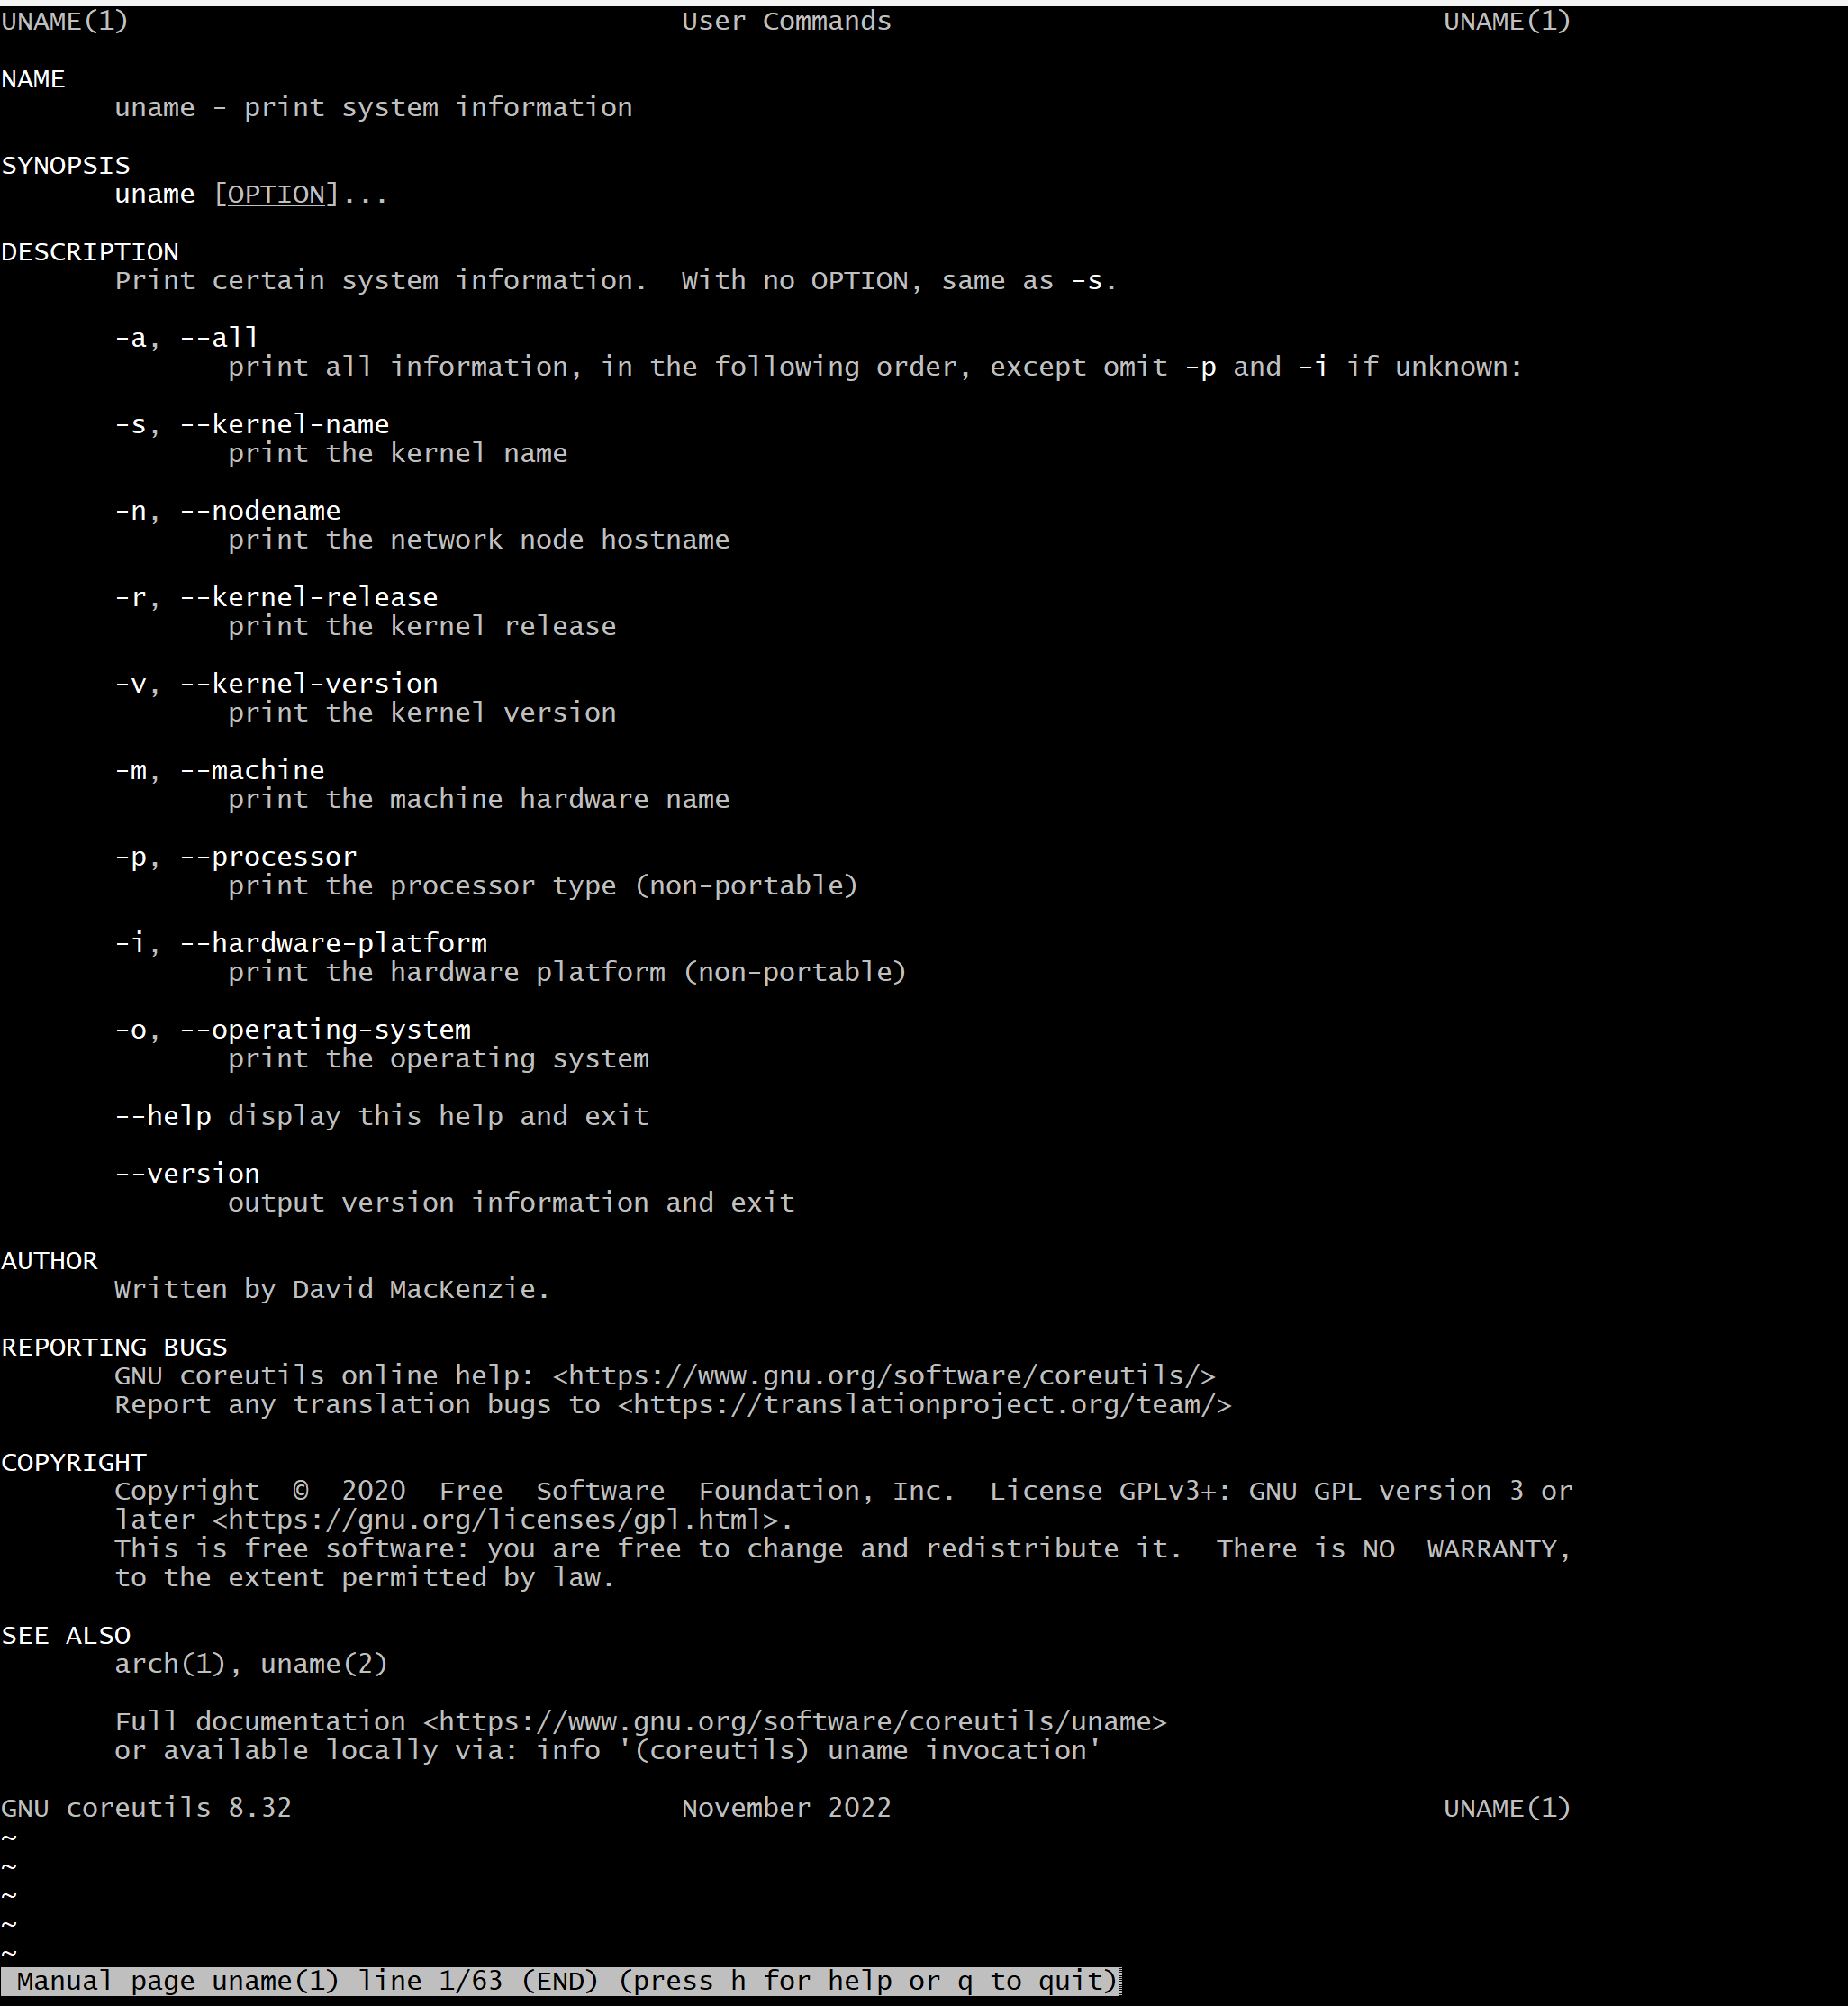 UNAME(1)                                  User Commands                                  UNAME(1)

NAME
       uname - print system information

SYNOPSIS
       uname [OPTION]...

DESCRIPTION
       Print certain system information.  With no OPTION, same as -s.

       -a, --all
              print all information, in the following order, except omit -p and -i if unknown:

       -s, --kernel-name
              print the kernel name

       -n, --nodename
              print the network node hostname

       -r, --kernel-release
              print the kernel release

       -v, --kernel-version
              print the kernel version

       -m, --machine
              print the machine hardware name

       -p, --processor
              print the processor type (non-portable)

       -i, --hardware-platform
              print the hardware platform (non-portable)

       -o, --operating-system
              print the operating system

       --help display this help and exit

       --version
              output version information and exit

AUTHOR
       Written by David MacKenzie.

REPORTING BUGS
       GNU coreutils online help: <https://www.gnu.org/software/coreutils/>
       Report any translation bugs to <https://translationproject.org/team/>

COPYRIGHT
       Copyright  ©  2020  Free  Software  Foundation, Inc.  License GPLv3+: GNU GPL version 3 or
       later <https://gnu.org/licenses/gpl.html>.
       This is free software: you are free to change and redistribute it.  There is NO  WARRANTY,
       to the extent permitted by law.

SEE ALSO
       arch(1), uname(2)

       Full documentation <https://www.gnu.org/software/coreutils/uname>
       or available locally via: info '(coreutils) uname invocation'

GNU coreutils 8.32                        November 2022                                  UNAME(1)
~
~
~
~
~
 Manual page uname(1) line 1/63 (END) (press h for help or q to quit)